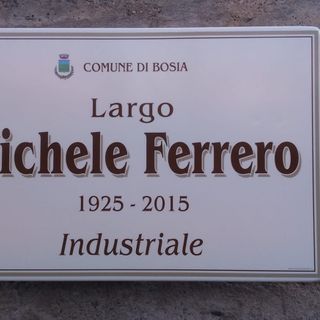 COMUNE DI BOSIA
Largo
ichele Ferrero
1925 - 2015
Industriale